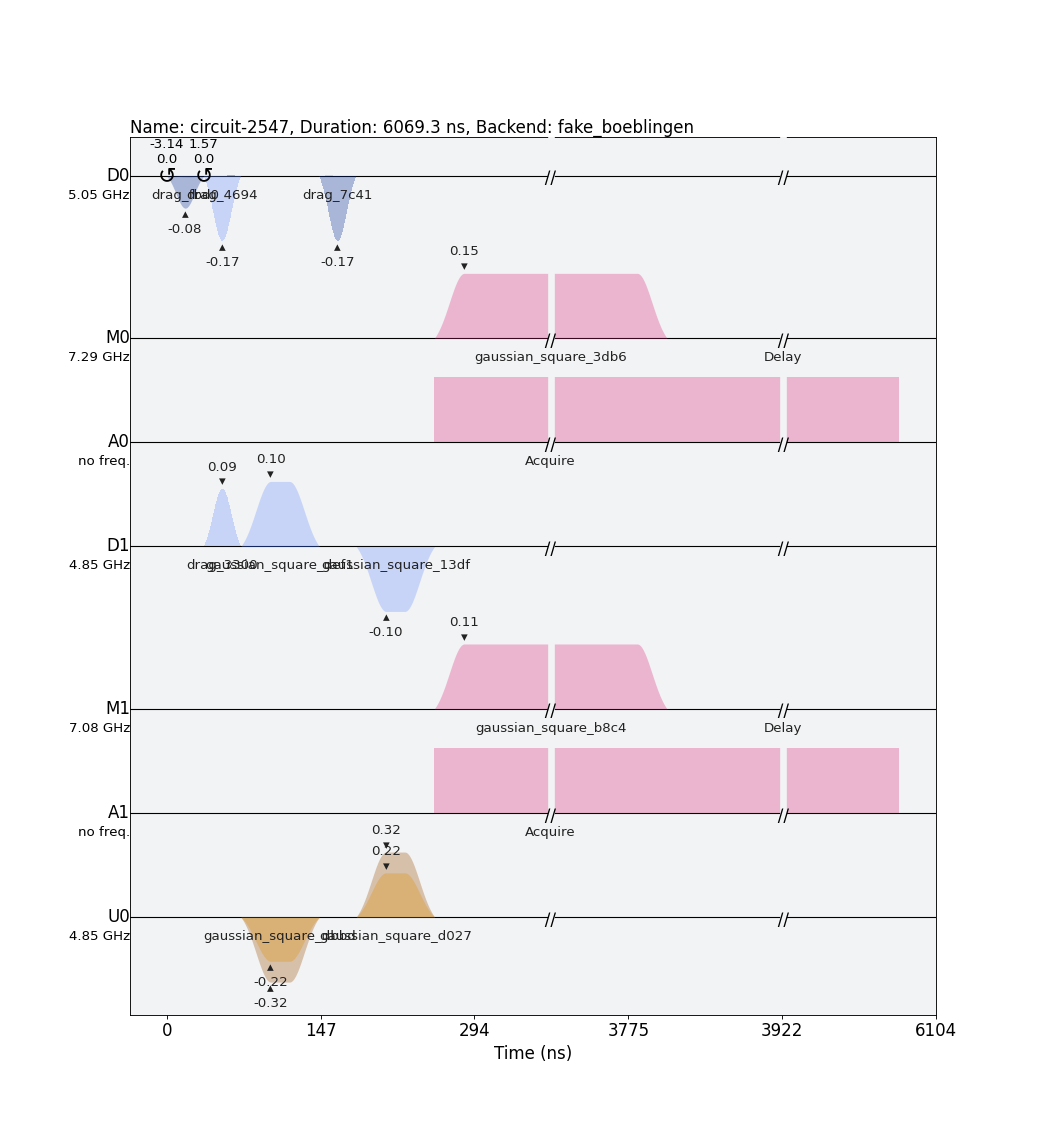 Name: circuit-2547, Duration: 6069.3 ns, Backend: fake_boeblingen
-3.14 1.57
0.0 0.0
D0
↺ ↺
5.05 GHz
drag_4694 drag_7c41
-0.08
-0.17 -0.17
0.15
M0
7.29 GHz
gaussian_square_3db6 Delay
A0
no freq.
Acquire
0.09 0.10
D1
4.85 GHz
drag_3300 gaussian_square_def1 gaussian_square_13df
-0.10
0.11
M1
7.08 GHz
gaussian_square_b8c4 Delay
A1
no freq.
Acquire
0.32
0.22
U0
4.85 GHz
gaussian_square_d027
-0.22
-0.32
0 147 294 3775 3922 6104
Time (ns)